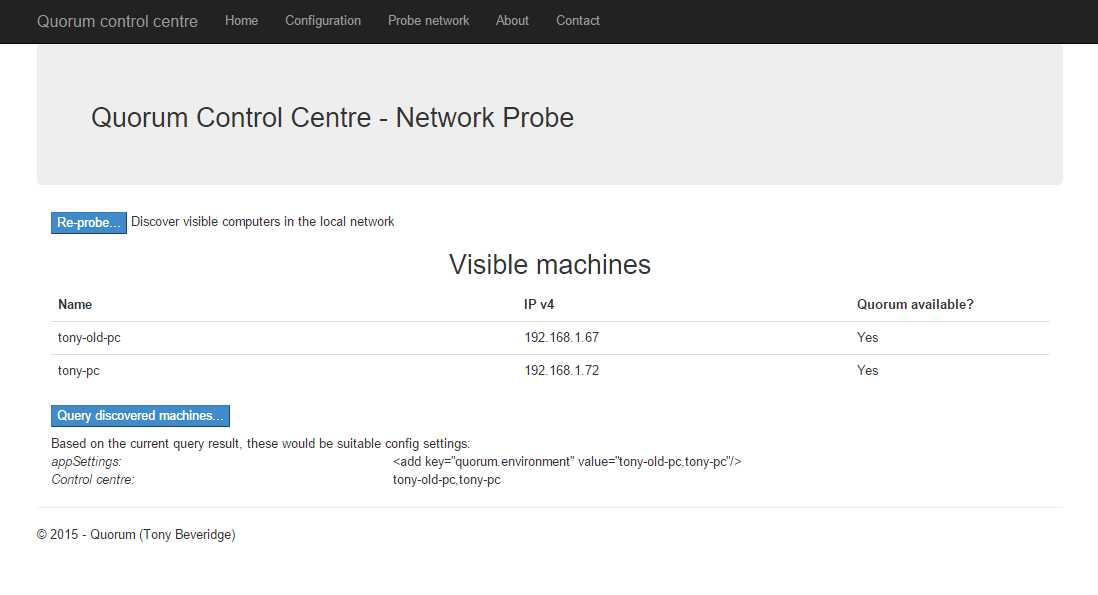 Quorum control centre Home Configuration Probe network About Contact
Quorum Control Centre - Network Probe
Re-probe... Discover visible computers in the local network
Visible machines
Name IP v4 Quorum available?
tony-old-pc 192.168.1.67 Yes
tony-pc 192.168.1.72 Yes
Query discovered machines...
Based on the current query result, these would be suitable config settings:
appSettings: <add key="quorum.environment" value="tony-old-pc,tony-pc"/>
Control centre: tony-old-pc,tony-pc
© 2015 - Quorum (Tony Beveridge)